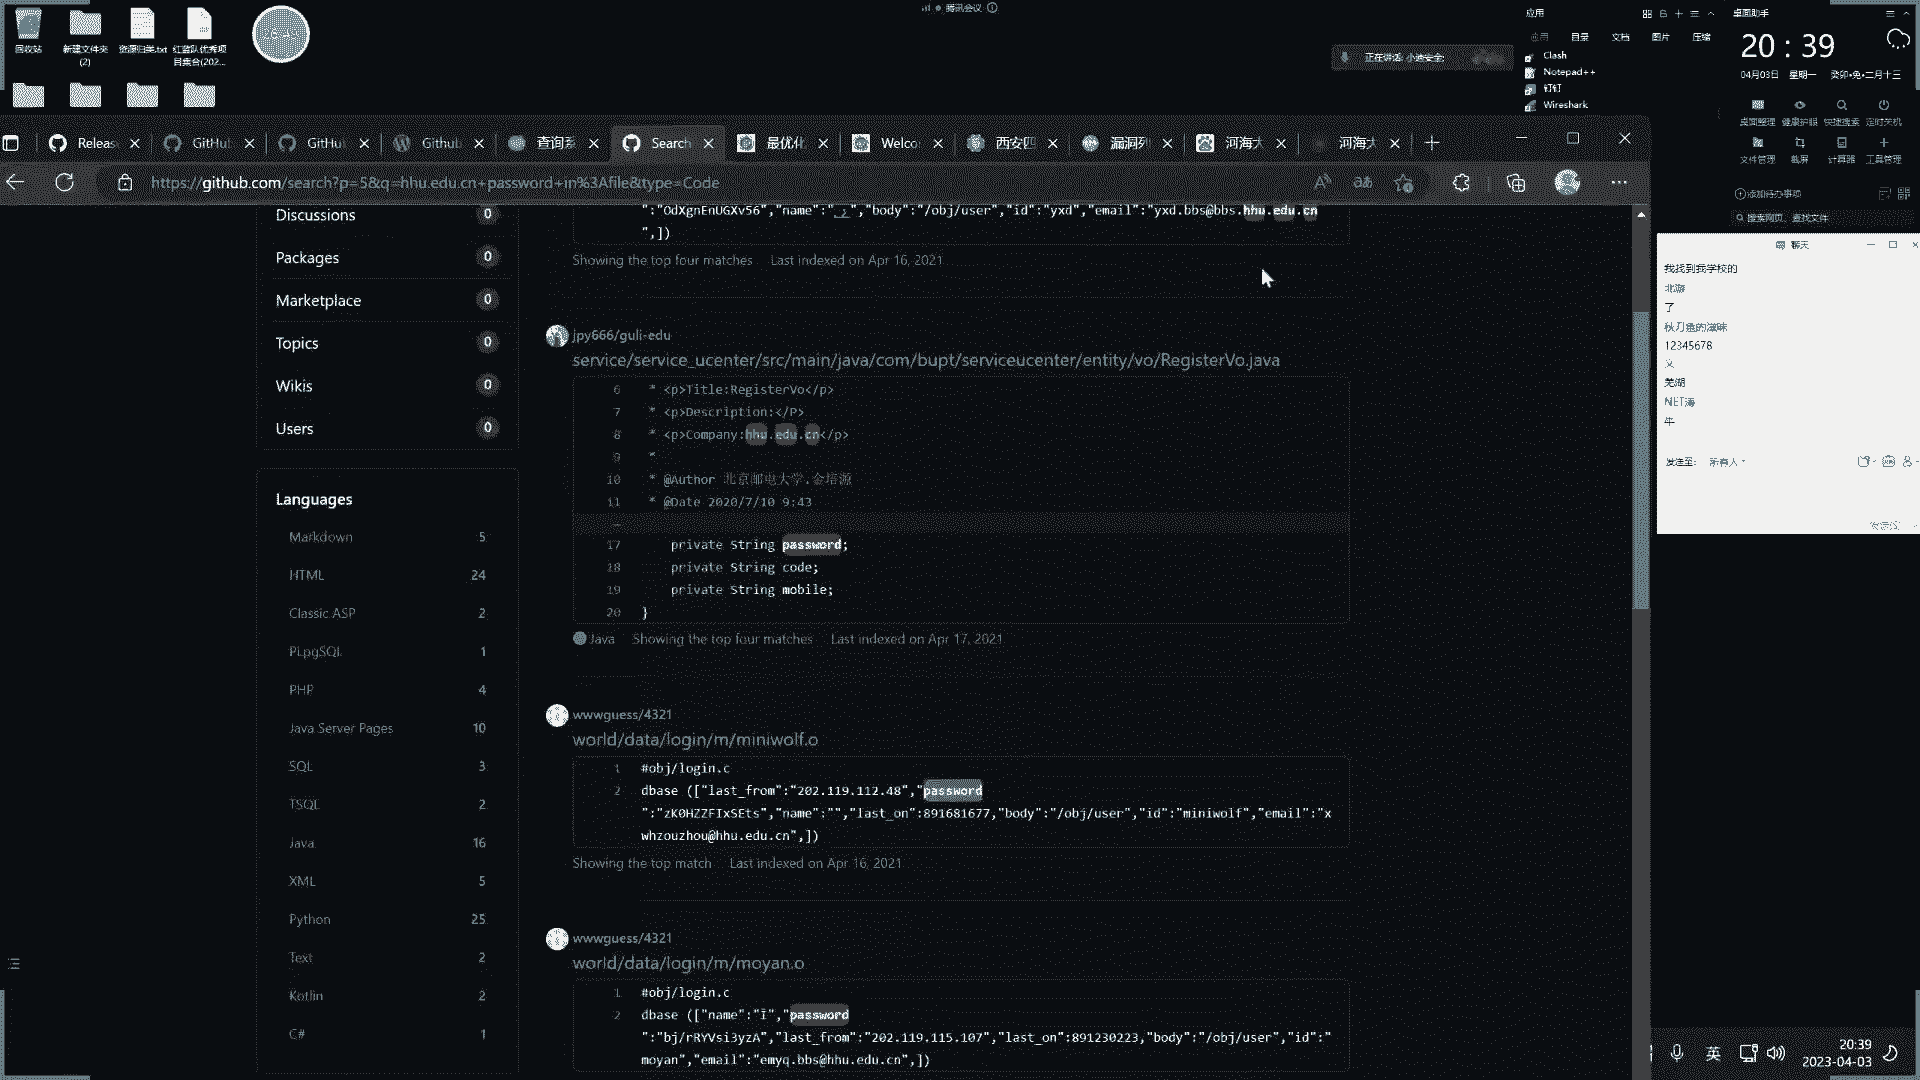 腾讯会议
回收站
新建文件夹
(2)
资源归类.txt
红蓝队优秀项
目集合(202...
正在讲话: 小迪安全;
应用
应用
目录
文档
图片
压缩
Clash
Notepad++
钉钉
Wireshark
桌面助手
20 : 39
04月03日 星期一 癸卯•兔•二月十三
桌面整理
健康护眼
快捷搜索
定时关机
文件管理
截屏
计算器
工具管理
添加待办事项
搜索网页、查找文件
Releas
GitHu
GitHu
Github
查询系
Search
最优化
Welco
西安四
漏洞列
河海大
河海大
https://github.com/search?p=5&q=hhu.edu.cn+password+in%3Afile&type=Code
Discussions 0
Packages 0
Marketplace 0
Topics 0
Wikis 0
Users 0
Languages
Markdown 5
HTML 24
Classic ASP 2
PLpgSQL 1
PHP 4
Java Server Pages 10
SQL 3
TSQL 2
Java 16
XML 5
Python 25
Text 2
Kotlin 2
C# 1
":"OdXgnEnUGXv56","name":"_;","body":"/obj/user","id":"yxd","email":"yxd.bbs@bbs.hhu.edu.cn
",])
Showing the top four matches Last indexed on Apr 16, 2021
jpy666/guli-edu
service/service_ucenter/src/main/java/com/bupt/serviceucenter/entity/vo/RegisterVo.java
6 * <p>Title:RegisterVo</p>
7 * <p>Description:</P>
8 * <p>Company:hhu.edu.cn</p>
9 *
10 * @Author 北京邮电大学.金培源
11 * @Date 2020/7/10 9:43
17 private String password;
18 private String code;
19 private String mobile;
20 }
Java Showing the top four matches Last indexed on Apr 17, 2021
wwwguess/4321
world/data/login/m/miniwolf.o
1 #obj/login.c
2 dbase (["last_from":"202.119.112.48","password
":"zK0HZZFIxSEts","name":"","last_on":891681677,"body":"/obj/user","id":"miniwolf","email":"x
whzouzhou@hhu.edu.cn",])
Showing the top match Last indexed on Apr 16, 2021
wwwguess/4321
world/data/login/m/moyan.o
1 #obj/login.c
2 dbase (["name":"Ī","password
":"bj/rRYVsi3yzA","last_from":"202.119.115.107","last_on":891230223,"body":"/obj/user","id":"
moyan","email":"emyq.bbs@hhu.edu.cn",])
聊天
我找到我学校的
北游
了
秋刀鱼的滋味
12345678
义
芜湖
NET涛
牛
发送至: 所有人
发送(S)
英
20:39
2023-04-03